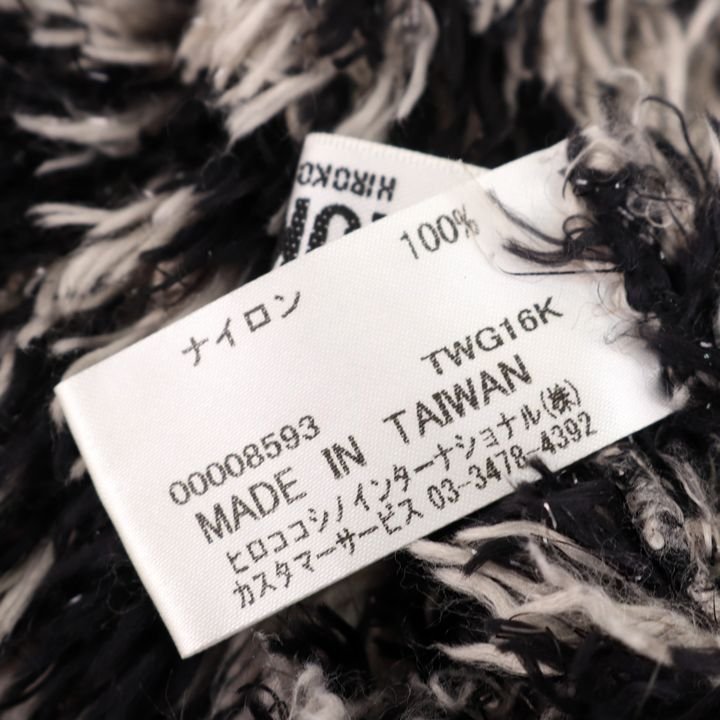 HIROKO
ナイロン 100%
TWG16K
00008593
MADE IN TAIWAN
ヒロココシノインターナショナル(株)
カスタマーサービス 03-3478-4392